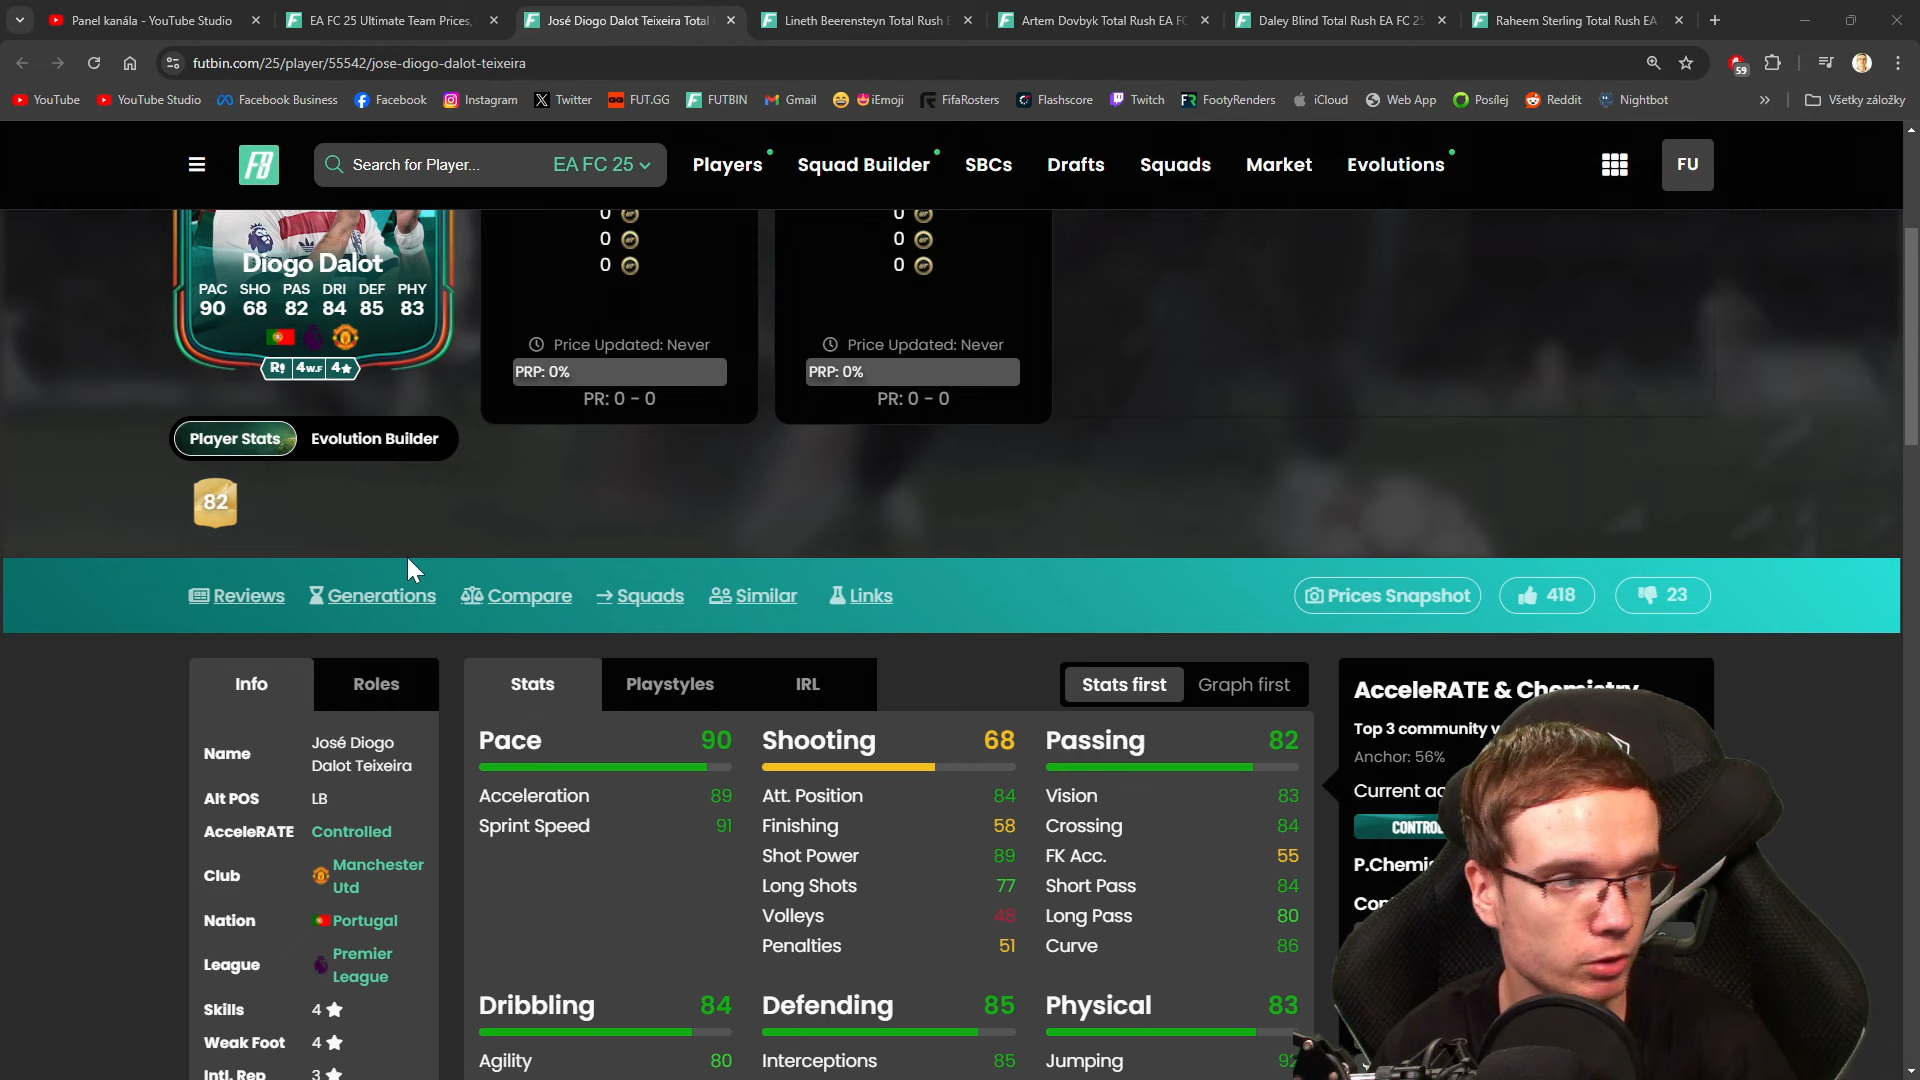 Panel kanála - YouTube Studio
EA FC 25 Ultimate Team Prices,
José Diogo Dalot Teixeira Total
Lineth Beerensteyn Total Rush E
Artem Dovbyk Total Rush EA FC
Daley Blind Total Rush EA FC 25
Raheem Sterling Total Rush EA
futbin.com/25/player/55542/jose-diogo-dalot-teixeira
59
YouTube
YouTube Studio
Facebook Business
Facebook
Instagram
Twitter
FUT.GG
FUTBIN
Gmail
iEmoji
FifaRosters
Flashscore
Twitch
FootyRenders
iCloud
Web App
Posílej
Reddit
Nightbot
Všetky záložky
FB
Search for Player...
EA FC 25
Players
Squad Builder
SBCs
Drafts
Squads
Market
Evolutions
FU
Diogo Dalot
PAC SHO PAS DRI DEF PHY
90 68 82 84 85 83
R 4W.F 4★
0
0
0
Price Updated: Never
PRP: 0%
PR: 0 - 0
0
0
0
Price Updated: Never
PRP: 0%
PR: 0 - 0
Player Stats
Evolution Builder
82
Reviews
Generations
Compare
Squads
Similar
Links
Prices Snapshot
418
23
Info
Roles
Name José Diogo
Dalot Teixeira
Alt POS LB
AcceleRATE Controlled
Club Manchester
Utd
Nation Portugal
League Premier
League
Skills 4★
Weak Foot 4★
Intl. Rep 3★
Stats
Playstyles
IRL
Stats first
Graph first
Pace 90
Acceleration 89
Sprint Speed 91
Shooting 68
Att. Position 84
Finishing 58
Shot Power 89
Long Shots 77
Volleys 48
Penalties 51
Passing 82
Vision 83
Crossing 84
FK Acc. 55
Short Pass 84
Long Pass 80
Curve 86
Dribbling 84
Agility 80
Defending 85
Interceptions 85
Physical 83
Jumping
AcceleRATE & Chemistry
Top 3 community
Anchor: 56%
Current